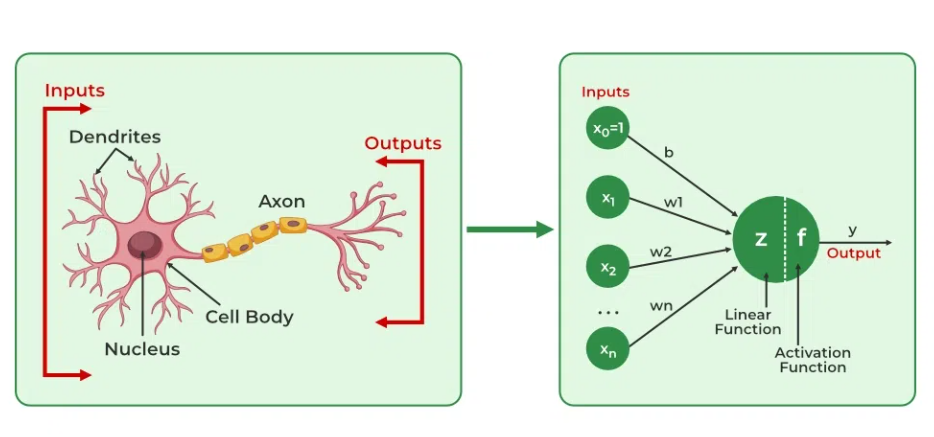 Inputs
Dendrites
Outputs
Axon
Cell Body
Nucleus
Inputs
x₀=1
b
x₁
w1
x₂
w2
...
wn
xₙ
z
f
y
Output
Linear
Function
Activation
Function